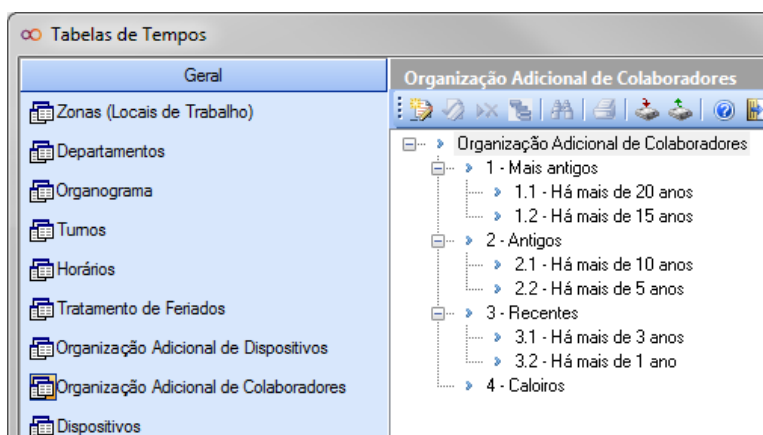 Tabelas de Tempos
Geral
Zonas (Locais de Trabalho)
Departamentos
Organograma
Turnos
Horários
Tratamento de Feriados
Organização Adicional de Dispositivos
Organização Adicional de Colaboradores
Dispositivos
Organização Adicional de Colaboradores
Organização Adicional de Colaboradores
1 - Mais antigos
1.1 - Há mais de 20 anos
1.2 - Há mais de 15 anos
2 - Antigos
2.1 - Há mais de 10 anos
2.2 - Há mais de 5 anos
3 - Recentes
3.1 - Há mais de 3 anos
3.2 - Há mais de 1 ano
4 - Caloiros